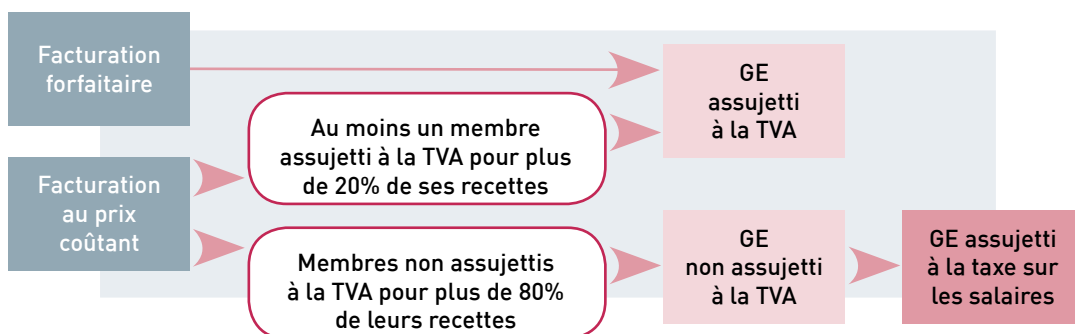 Facturation
forfaitaire
GE
assujetti
à la TVA
Au moins un membre
assujetti à la TVA pour plus
de 20% de ses recettes
Facturation
au prix
coûtant
Membres non assujettis
à la TVA pour plus de 80%
de leurs recettes
GE
non assujetti
à la TVA
GE assujetti
à la taxe sur
les salaires